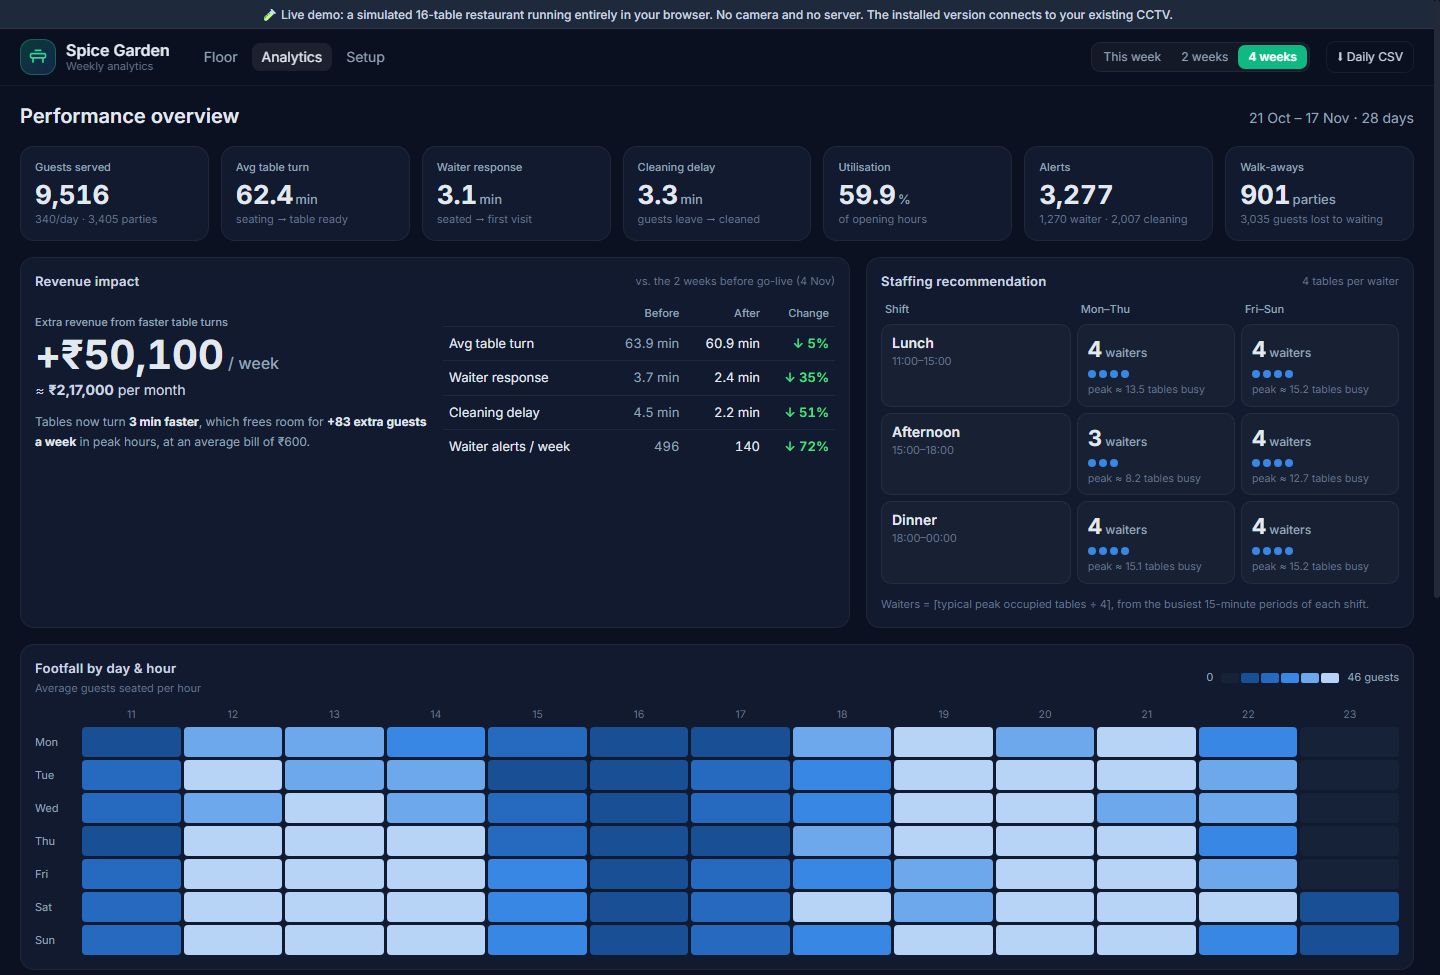 🧪 Live demo: a simulated 16-table restaurant running entirely in your browser. No camera and no server. The installed version connects to your existing CCTV.
Spice Garden
Weekly analytics
Floor
Analytics
Setup
This week
2 weeks
4 weeks
⬇ Daily CSV
Performance overview
21 Oct – 17 Nov · 28 days
Guests served
9,516
340/day · 3,405 parties
Avg table turn
62.4 min
seating → table ready
Waiter response
3.1 min
seated → first visit
Cleaning delay
3.3 min
guests leave → cleaned
Utilisation
59.9 %
of opening hours
Alerts
3,277
1,270 waiter · 2,007 cleaning
Walk-aways
901 parties
3,035 guests lost to waiting
Revenue impact
vs. the 2 weeks before go-live (4 Nov)
Extra revenue from faster table turns
+₹50,100 / week
≈ ₹2,17,000 per month
Tables now turn 3 min faster, which frees room for +83 extra guests
a week in peak hours, at an average bill of ₹600.
Before After Change
Avg table turn 63.9 min 60.9 min ↓ 5%
Waiter response 3.7 min 2.4 min ↓ 35%
Cleaning delay 4.5 min 2.2 min ↓ 51%
Waiter alerts / week 496 140 ↓ 72%
Staffing recommendation
4 tables per waiter
Shift Mon–Thu Fri–Sun
Lunch
11:00–15:00
4 waiters
peak ≈ 13.5 tables busy
4 waiters
peak ≈ 15.2 tables busy
Afternoon
15:00–18:00
3 waiters
peak ≈ 8.2 tables busy
4 waiters
peak ≈ 12.7 tables busy
Dinner
18:00–00:00
4 waiters
peak ≈ 15.1 tables busy
4 waiters
peak ≈ 15.2 tables busy
Waiters = ⌈typical peak occupied tables ÷ 4⌉, from the busiest 15-minute periods of each shift.
Footfall by day & hour
Average guests seated per hour
0 46 guests
11 12 13 14 15 16 17 18 19 20 21 22 23
Mon
Tue
Wed
Thu
Fri
Sat
Sun